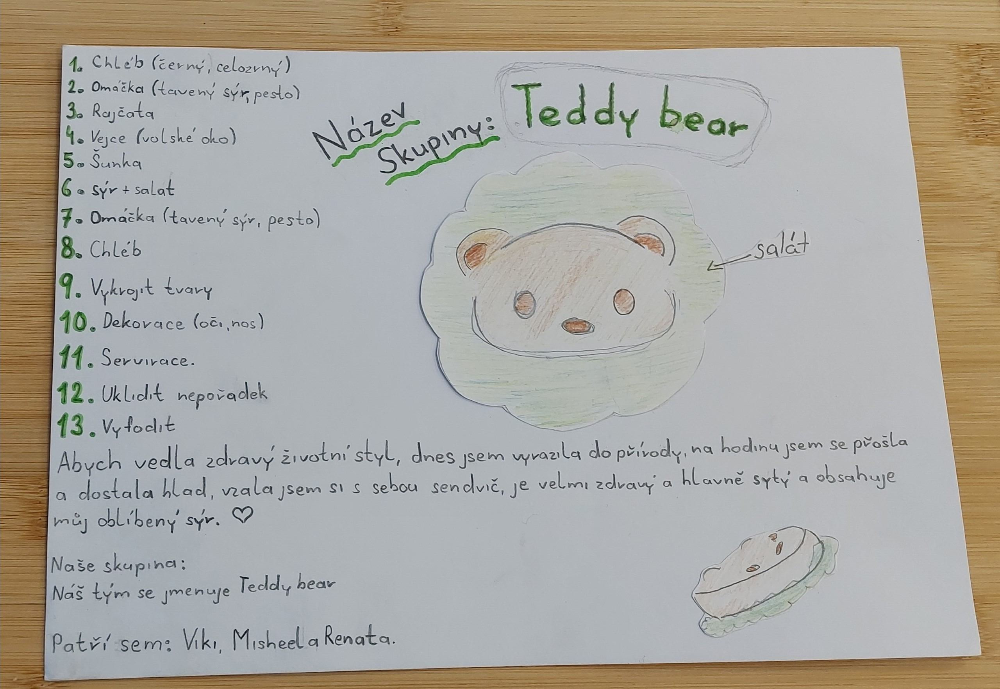 1. Chléb (černý, celozrný)
2. Omáčka (tavený sýr, pesto)
3. Rajčata
4. Vejce (volské oko)
5. Šunka
6. sýr + salat
7. Omáčka (tavený sýr, pesto)
8. Chléb
9. Vykrojit tvary
10. Dekorace (oči, nos)
11. Servirace.
12. Uklidit nepořadek
13. Vyfodit
Název
Skupiny:
Teddy bear
salát
Abych vedla zdravý životní styl, dnes jsem vyrazila do přírody, na hodinu jsem se přošla
a dostala hlad, vzala jsem si s sebou sendvič, je velmi zdravý a hlavně sytý a obsahuje
můj oblíbený sýr. ♡
Naše skupina:
Náš tým se jmenuje Teddy bear
Patří sem: Viki, Misheel a Renata.